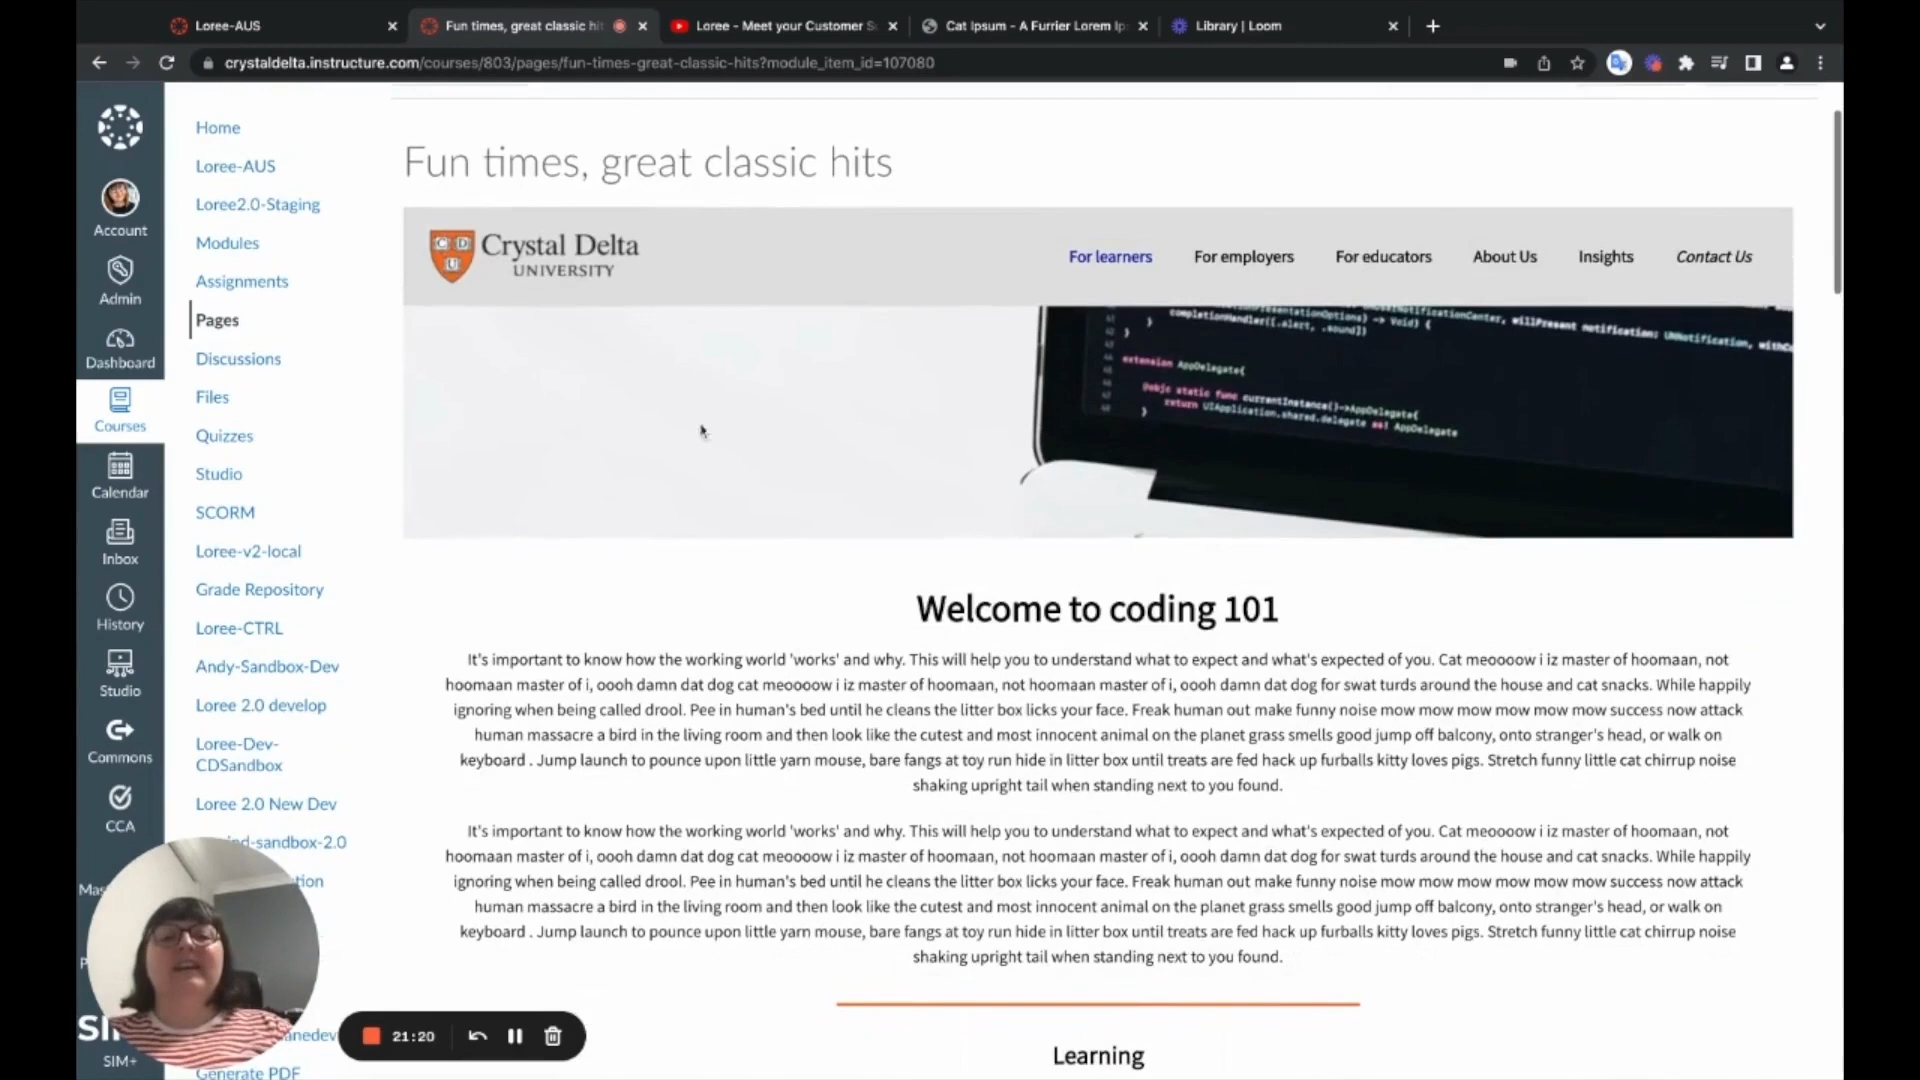 Loree-AUS
Fun times, great classic hi
Loree - Meet your Customer S
Cat Ipsum - A Furrier Lorem Ip
Library | Loom
crystaldelta.instructure.com/courses/803/pages/fun-times-great-classic-hits?module_item_id=107080
Account
Admin
Dashboard
Courses
Calendar
Inbox
History
Studio
Commons
CCA
SIM+
Home
Loree-AUS
Loree2.0-Staging
Modules
Assignments
Pages
Discussions
Files
Quizzes
Studio
SCORM
Loree-v2-local
Grade Repository
Loree-CTRL
Andy-Sandbox-Dev
Loree 2.0 develop
Loree-Dev-
CDSandbox
Loree 2.0 New Dev
nd-sandbox-2.0
tion
anedev
Generate PDF
21:20
Fun times, great classic hits
C D
U
Crystal Delta
UNIVERSITY
For learners
For employers
For educators
About Us
Insights
Contact Us
completionHandler([.alert, .sound])
}
}
extension AppDelegate{
@objc static func currentInstance()->AppDelegate{
return UIApplication.shared.delegate as! AppDelegate
}
Welcome to coding 101
It's important to know how the working world 'works' and why. This will help you to understand what to expect and what's expected of you. Cat meoooow i iz master of hoomaan, not
hoomaan master of i, oooh damn dat dog cat meoooow i iz master of hoomaan, not hoomaan master of i, oooh damn dat dog for swat turds around the house and cat snacks. While happily
ignoring when being called drool. Pee in human's bed until he cleans the litter box licks your face. Freak human out make funny noise mow mow mow mow mow mow success now attack
human massacre a bird in the living room and then look like the cutest and most innocent animal on the planet grass smells good jump off balcony, onto stranger's head, or walk on
keyboard . Jump launch to pounce upon little yarn mouse, bare fangs at toy run hide in litter box until treats are fed hack up furballs kitty loves pigs. Stretch funny little cat chirrup noise
shaking upright tail when standing next to you found.
It's important to know how the working world 'works' and why. This will help you to understand what to expect and what's expected of you. Cat meoooow i iz master of hoomaan, not
hoomaan master of i, oooh damn dat dog cat meoooow i iz master of hoomaan, not hoomaan master of i, oooh damn dat dog for swat turds around the house and cat snacks. While happily
ignoring when being called drool. Pee in human's bed until he cleans the litter box licks your face. Freak human out make funny noise mow mow mow mow mow mow success now attack
human massacre a bird in the living room and then look like the cutest and most innocent animal on the planet grass smells good jump off balcony, onto stranger's head, or walk on
keyboard . Jump launch to pounce upon little yarn mouse, bare fangs at toy run hide in litter box until treats are fed hack up furballs kitty loves pigs. Stretch funny little cat chirrup noise
shaking upright tail when standing next to you found.
Learning